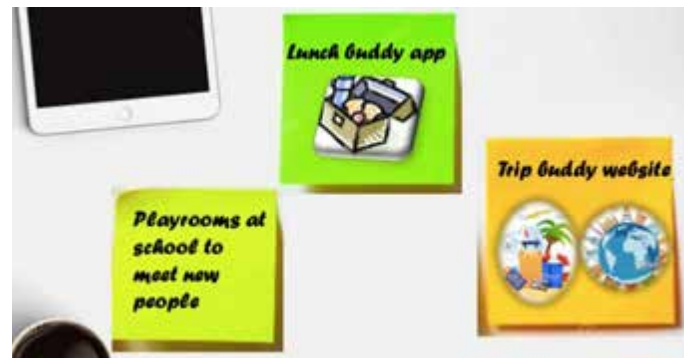 Lunch buddy app
Trip buddy website
Playrooms at
school to
meet new
people